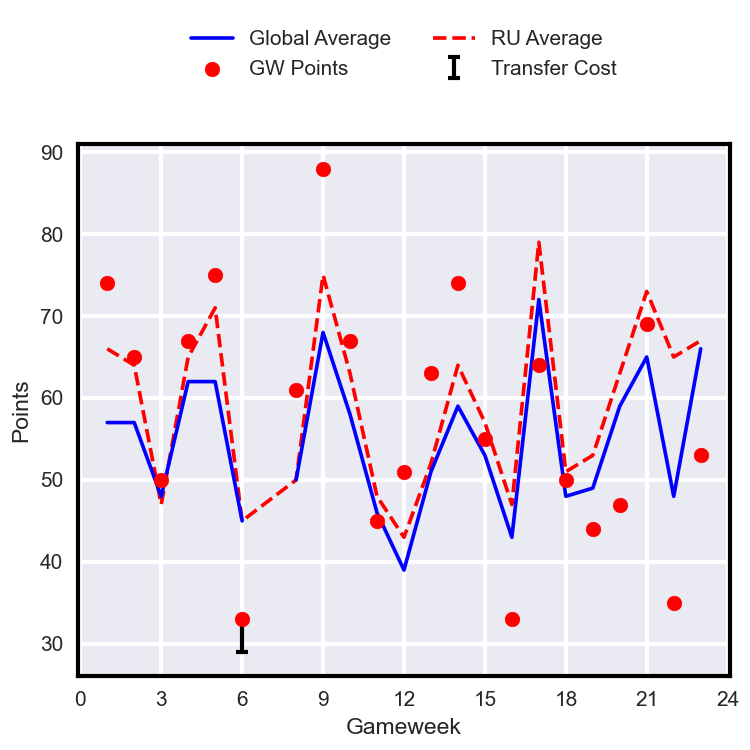 Global Average
RU Average
GW Points
Transfer Cost
90
80
70
60
50
40
30
Points
0 3 6 9 12 15 18 21 24
Gameweek